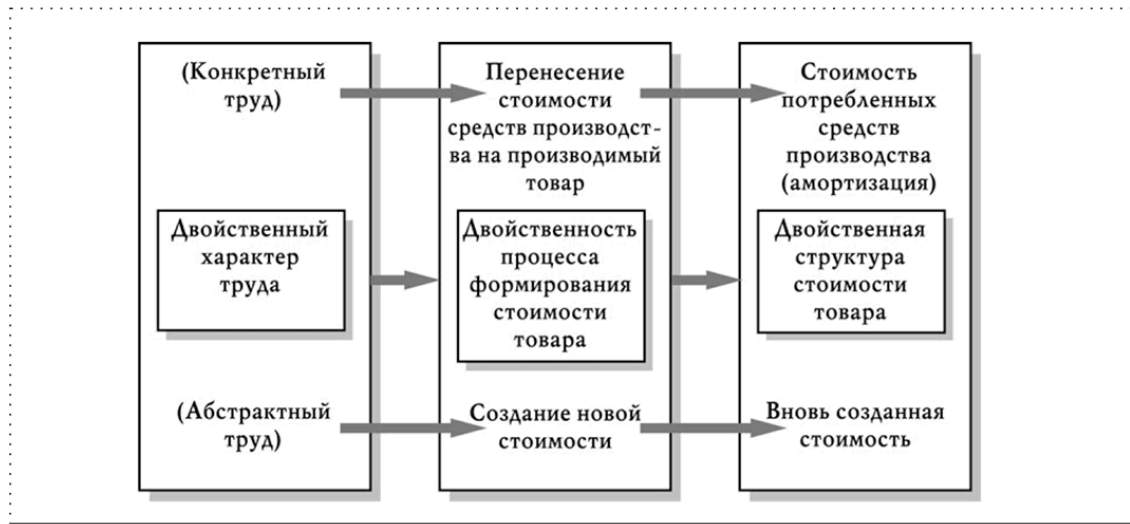 (Конкретный
труд)
Перенесение
стоимости
средств производст-
ва на производимый
товар
Стоимость
потребленных
средств
производства
(амортизация)
Двойственный
характер
труда
Двойственность
процесса
формирования
стоимости
товара
Двойственная
структура
стоимости
товара
(Абстрактный
труд)
Создание новой
стоимости
Вновь созданная
стоимость